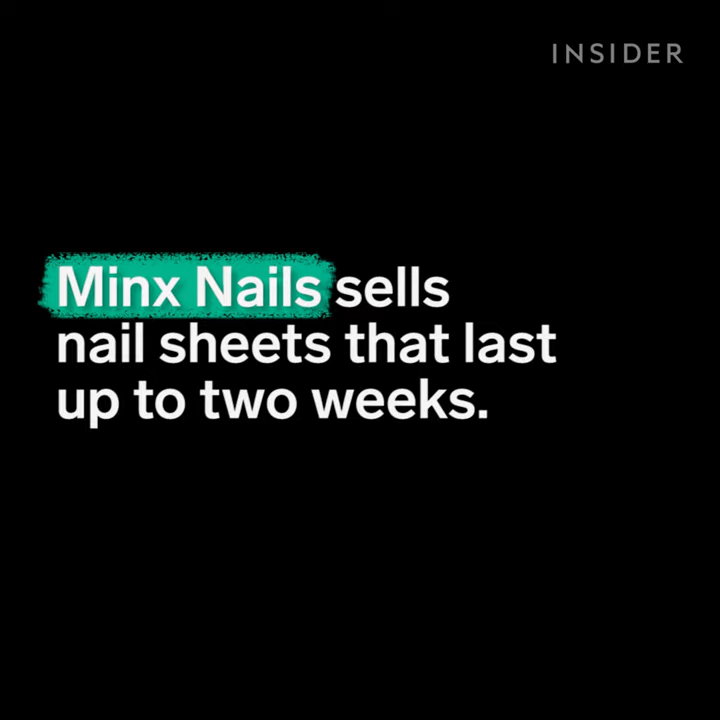 INSIDER
Minx Nails sells
nail sheets that last
up to two weeks.